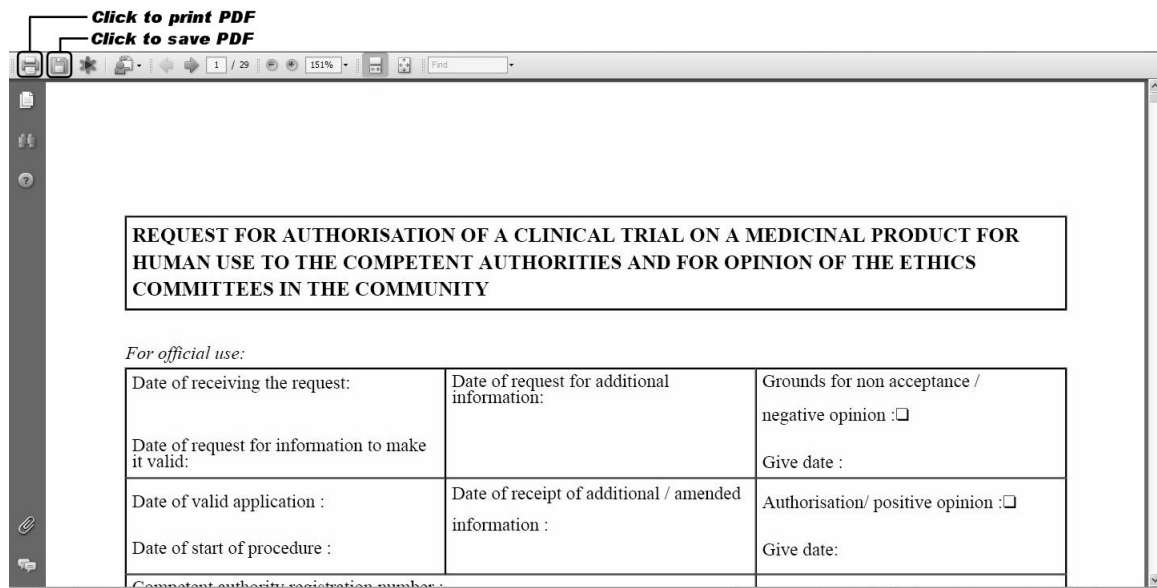 Click to print PDF
Click to save PDF
1 / 29 151% Find
REQUEST FOR AUTHORISATION OF A CLINICAL TRIAL ON A MEDICINAL PRODUCT FOR
HUMAN USE TO THE COMPETENT AUTHORITIES AND FOR OPINION OF THE ETHICS
COMMITTEES IN THE COMMUNITY
For official use:
Date of receiving the request:
Date of request for information to make
it valid:
Date of request for additional
information:
Grounds for non acceptance /
negative opinion :❏
Give date :
Date of valid application :
Date of start of procedure :
Date of receipt of additional / amended
information :
Authorisation/ positive opinion :❏
Give date:
Competent authority registration number :